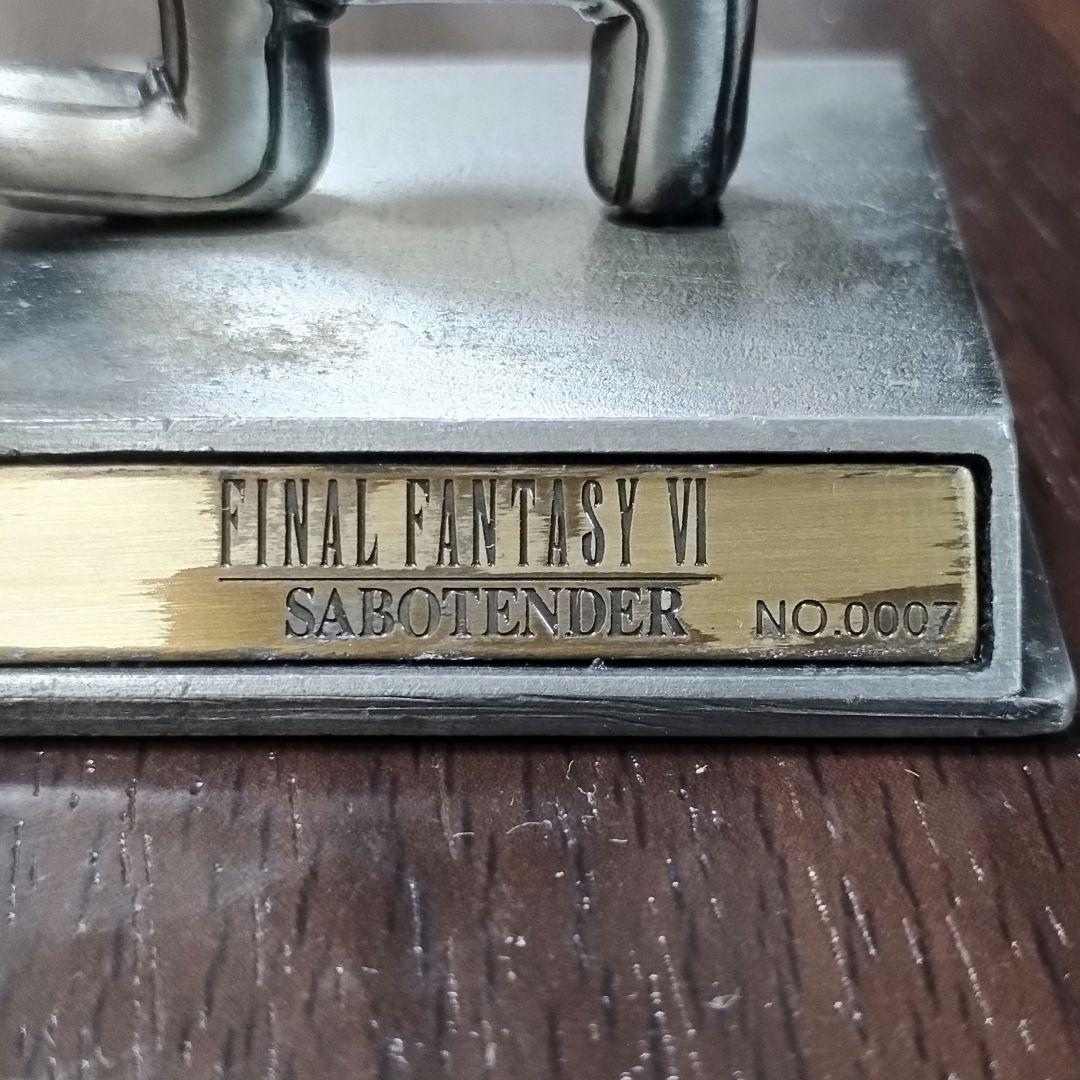 FINAL FANTASY VI
SABOTENDER
NO.0007